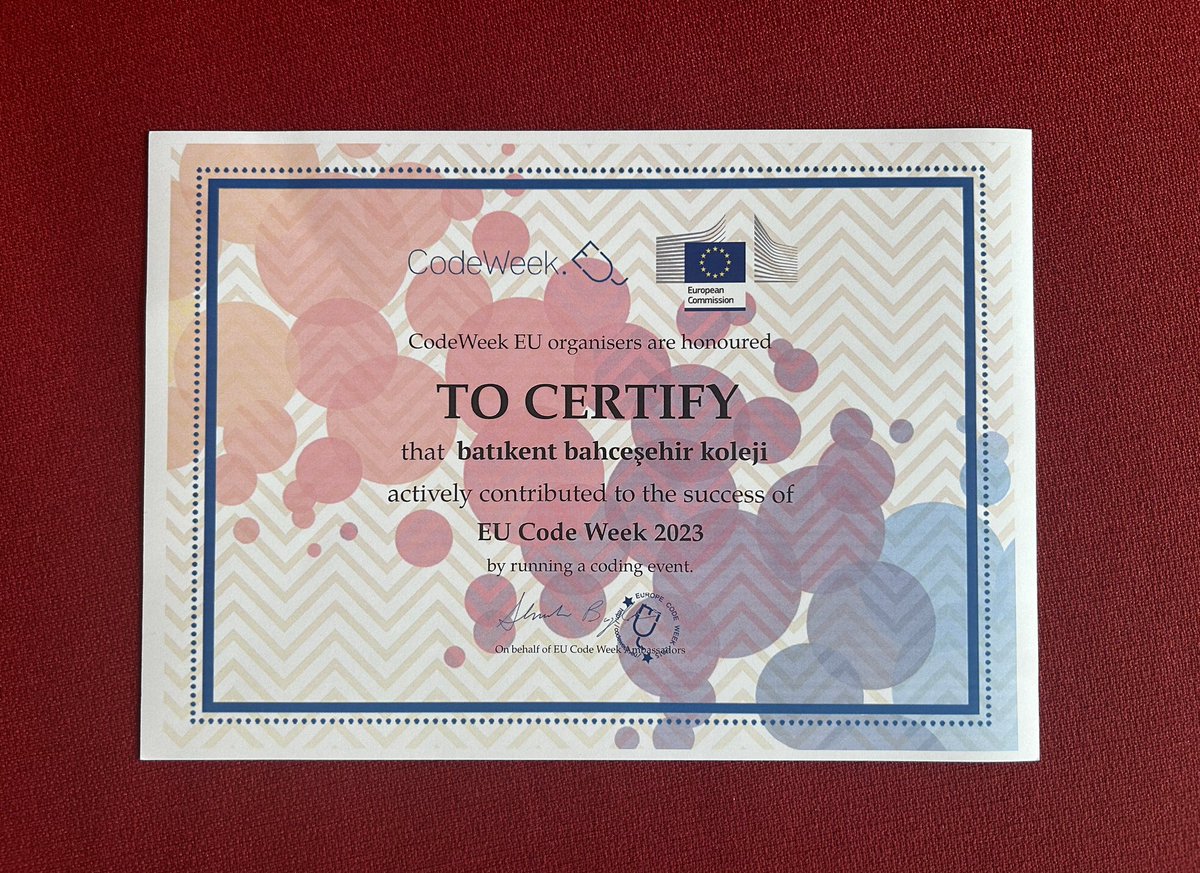 CodeWeek.EU
European
Commission
CodeWeek EU organisers are honoured
TO CERTIFY
that batıkent bahceşehir koleji
actively contributed to the success of
EU Code Week 2023
by running a coding event.
EUROPE CODE WEEK
On behalf of EU Code Week Ambassadors